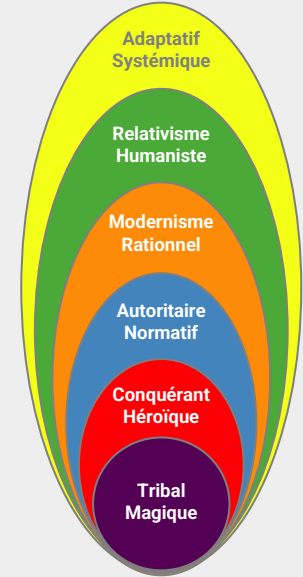 Adaptatif
Systémique
Relativisme
Humaniste
Modernisme
Rationnel
Autoritaire
Normatif
Conquérant
Héroïque
Tribal
Magique